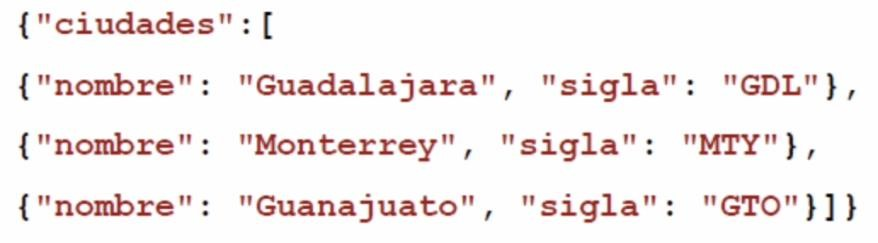 {"ciudades":[
{"nombre": "Guadalajara", "sigla": "GDL"},
{"nombre": "Monterrey", "sigla": "MTY"},
{"nombre": "Guanajuato", "sigla": "GTO"}]}